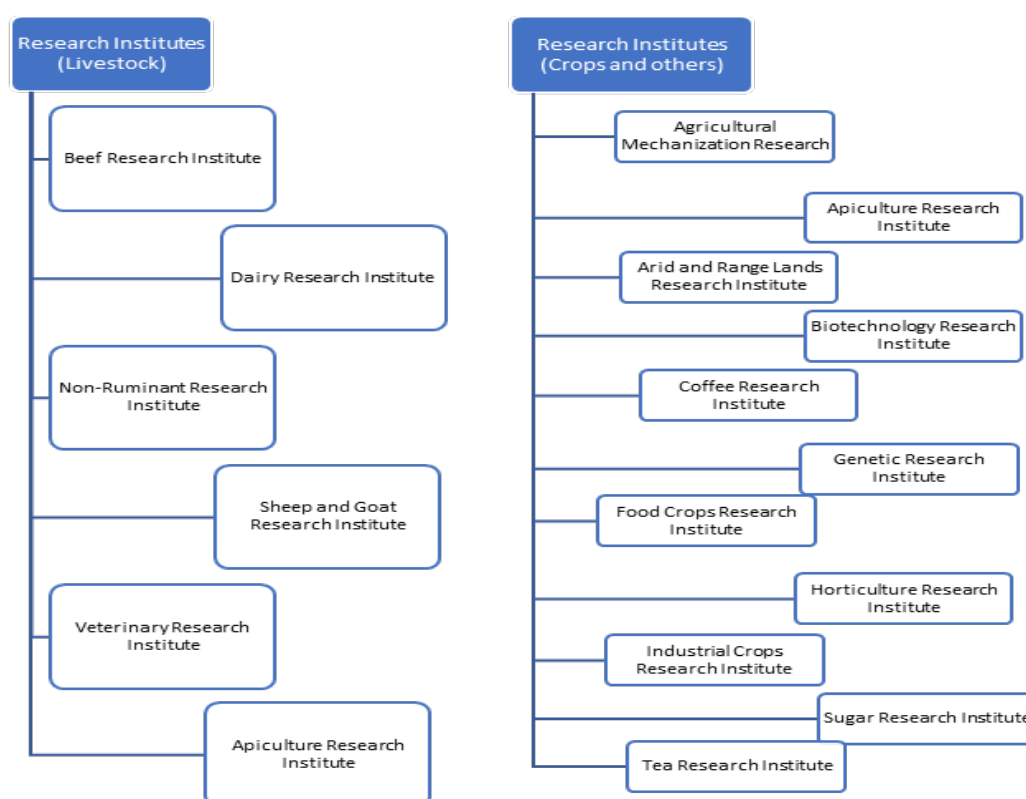 Research Institutes
(Livestock)
Beef Research Institute
Dairy Research Institute
Non-Ruminant Research
Institute
Sheep and Goat
Research Institute
Veterinary Research
Institute
Apiculture Research
Institute
Research Institutes
(Crops and others)
Agricultural
Mechanization Research
Apiculture Research
Institute
Arid and Range Lands
Research Institute
Biotechnology Research
Institute
Coffee Research
Institute
Genetic Research
Institute
Food Crops Research
Institute
Horticulture Research
Institute
Industrial Crops
Research Institute
Sugar Research Institute
Tea Research Institute